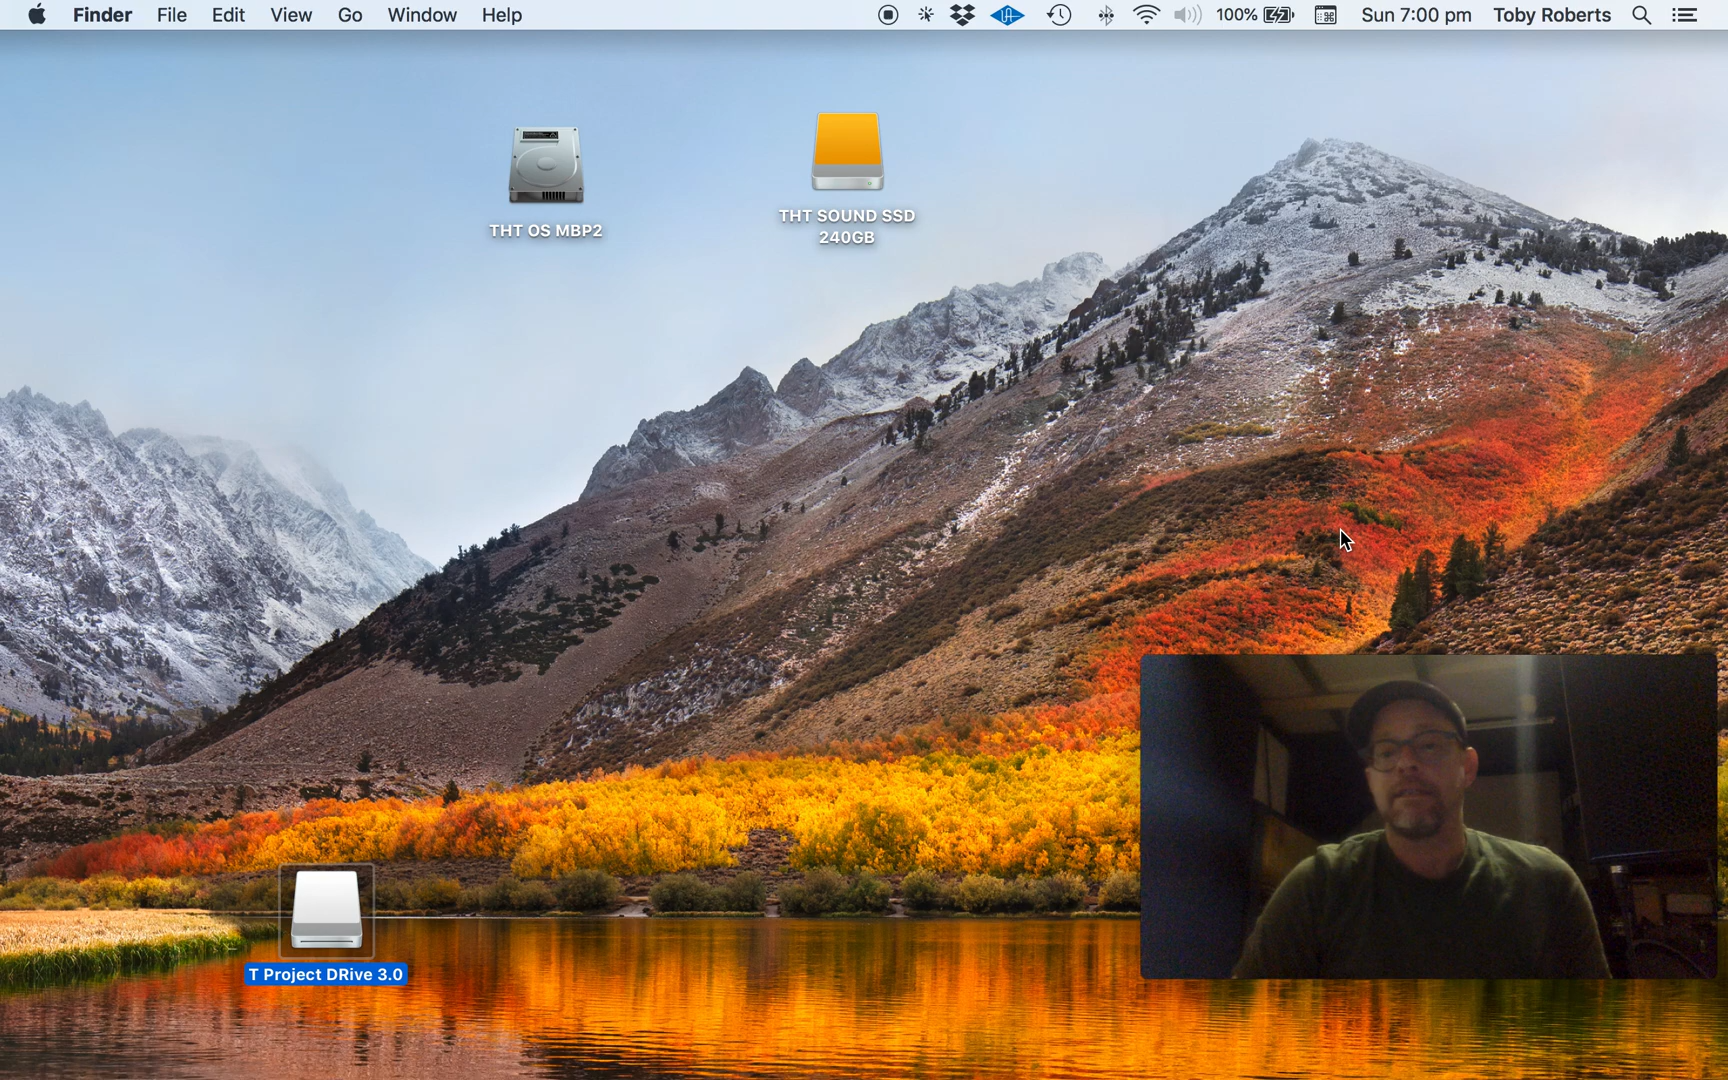 Finder File Edit View Go Window Help 100% Sun 7:00 pm Toby Roberts
THT OS MBP2
THT SOUND SSD
240GB
T Project DRive 3.0